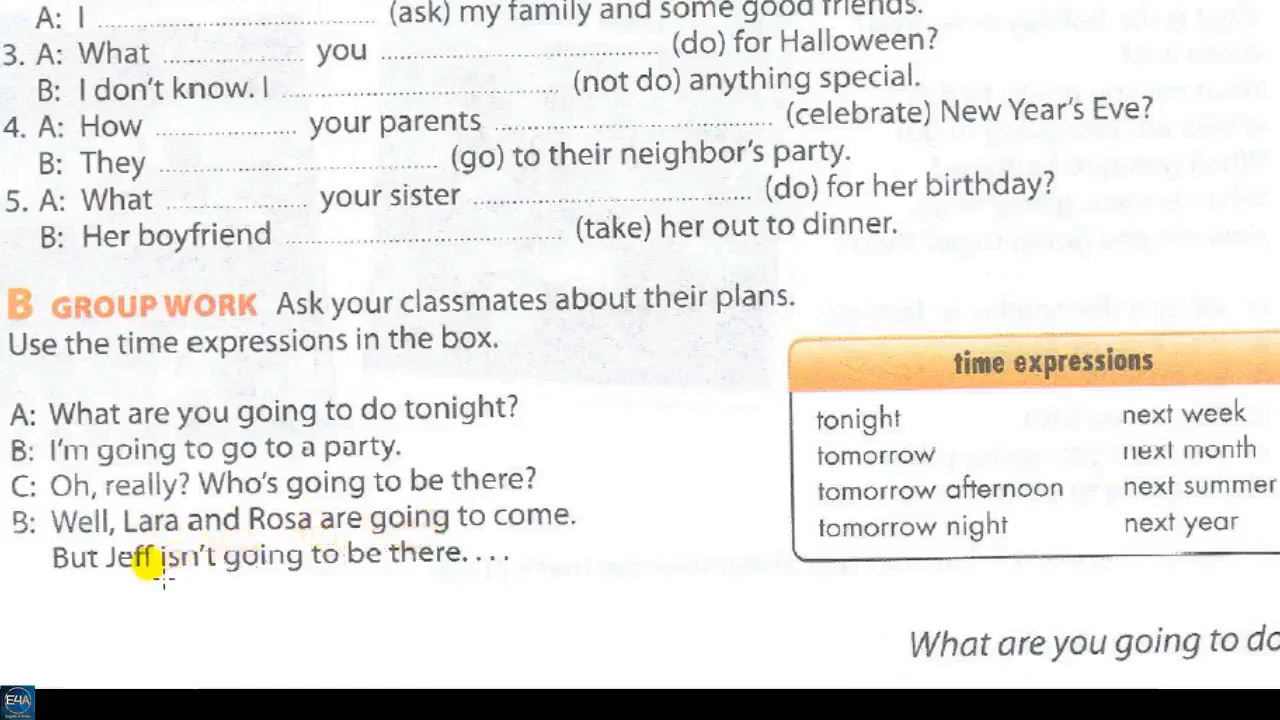 A: I ........ (ask) my family and some good friends.
3. A: What ........ you ........ (do) for Halloween?
B: I don't know. I ........ (not do) anything special.
4. A: How ........ your parents ........ (celebrate) New Year's Eve?
B: They ........ (go) to their neighbor's party.
5. A: What ........ your sister ........ (do) for her birthday?
B: Her boyfriend ........ (take) her out to dinner.
B GROUP WORK Ask your classmates about their plans.
Use the time expressions in the box.
A: What are you going to do tonight?
B: I'm going to go to a party.
C: Oh, really? Who's going to be there?
B: Well, Lara and Rosa are going to come.
But Jeff isn't going to be there. . . .
time expressions
tonight next week
tomorrow next month
tomorrow afternoon next summer
tomorrow night next year
What are you going to do
E4A